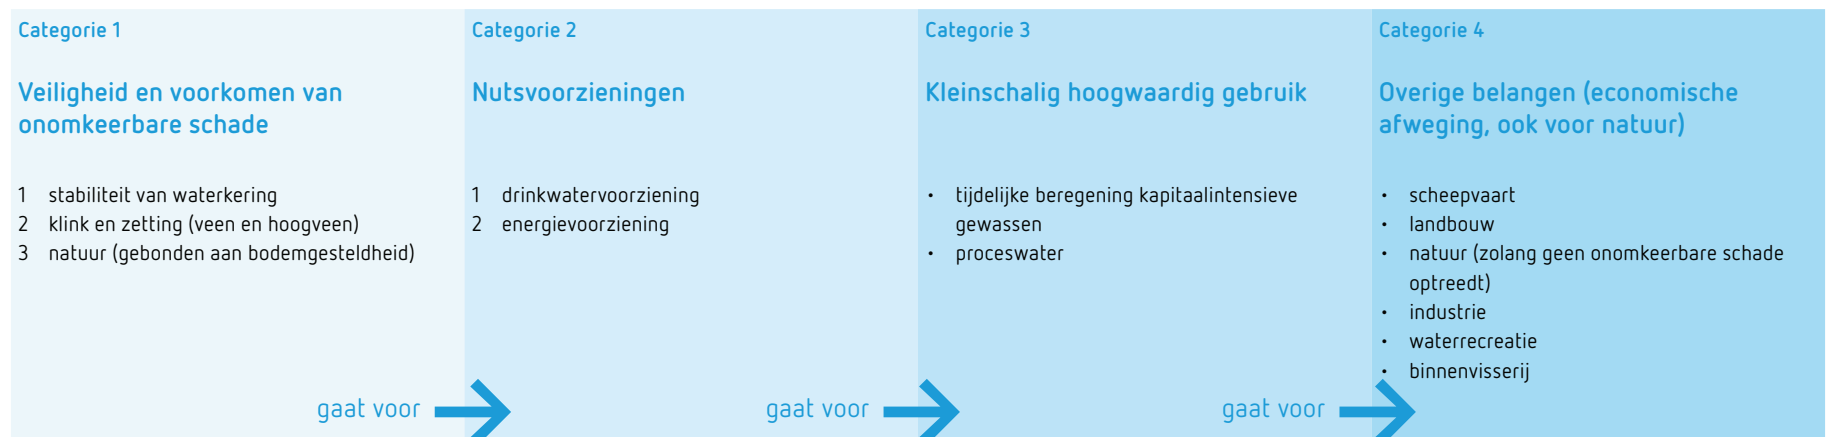 Categorie 1
Veiligheid en voorkomen van
onomkeerbare schade
1 stabiliteit van waterkering
2 klink en zetting (veen en hoogveen)
3 natuur (gebonden aan bodemgesteldheid)
gaat voor
Categorie 2
Nutsvoorzieningen
1 drinkwatervoorziening
2 energievoorziening
gaat voor
Categorie 3
Kleinschalig hoogwaardig gebruik
• tijdelijke beregening kapitaalintensieve
gewassen
• proceswater
gaat voor
Categorie 4
Overige belangen (economische
afweging, ook voor natuur)
• scheepvaart
• landbouw
• natuur (zolang geen onomkeerbare schade
optreedt)
• industrie
• waterrecreatie
• binnenvisserij